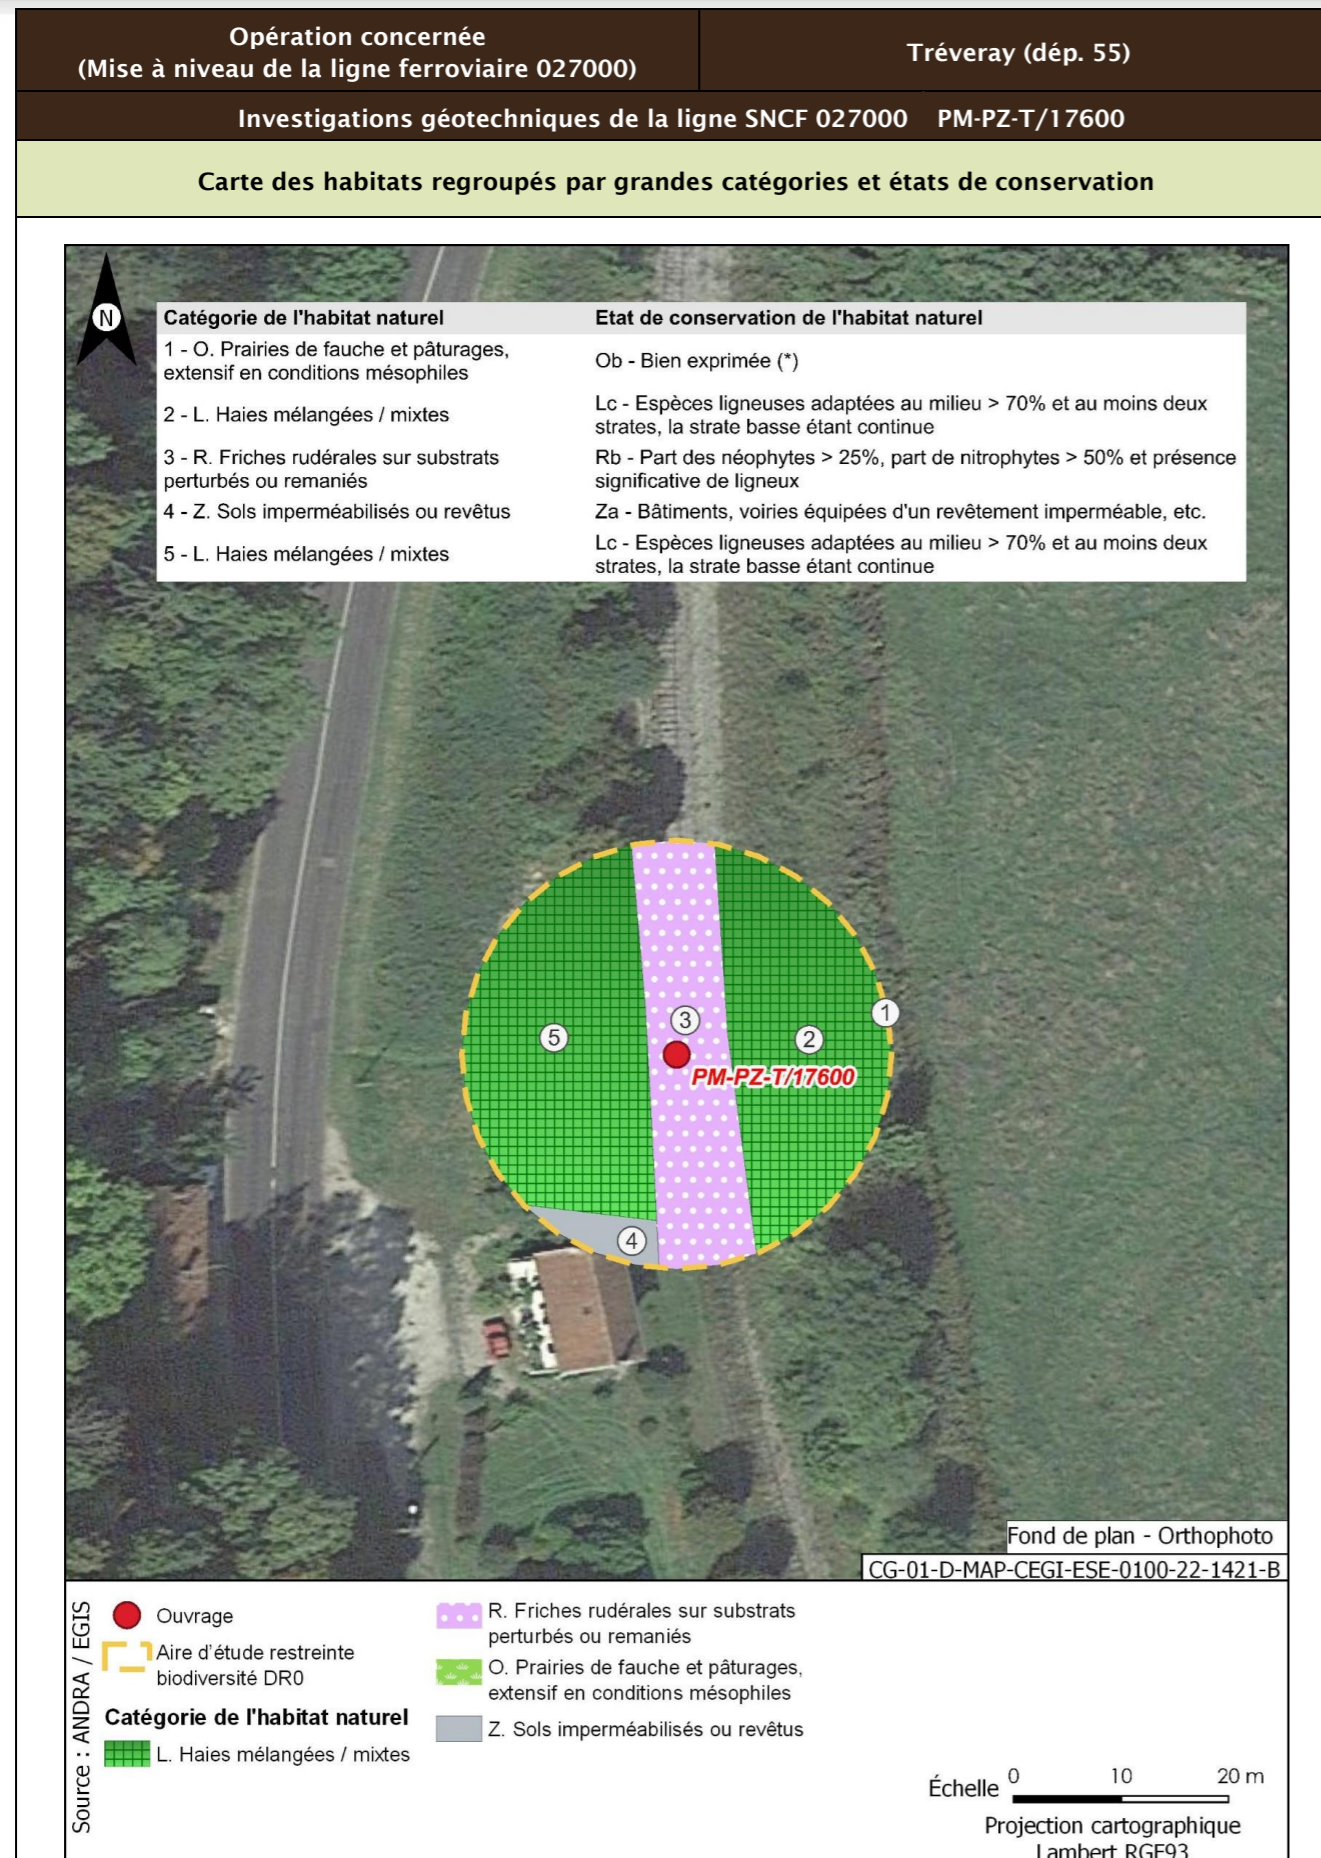 Opération concernée
(Mise à niveau de la ligne ferroviaire 027000)
Tréveray (dép. 55)
Investigations géotechniques de la ligne SNCF 027000 PM-PZ-T/17600
Carte des habitats regroupés par grandes catégories et états de conservation
N
Catégorie de l'habitat naturel
Etat de conservation de l'habitat naturel
1 - O. Prairies de fauche et pâturages,
extensif en conditions mésophiles
Ob - Bien exprimée (*)
2 - L. Haies mélangées / mixtes
Lc - Espèces ligneuses adaptées au milieu > 70% et au moins deux
strates, la strate basse étant continue
3 - R. Friches rudérales sur substrats
perturbés ou remaniés
Rb - Part des néophytes > 25%, part de nitrophytes > 50% et présence
significative de ligneux
4 - Z. Sols imperméabilisés ou revêtus
Za - Bâtiments, voiries équipées d'un revêtement imperméable, etc.
5 - L. Haies mélangées / mixtes
Lc - Espèces ligneuses adaptées au milieu > 70% et au moins deux
strates, la strate basse étant continue
1
3
5
2
PM-PZ-T/17600
4
Fond de plan - Orthophoto
CG-01-D-MAP-CEGI-ESE-0100-22-1421-B
Source : ANDRA / EGIS
Ouvrage
Aire d'étude restreinte
biodiversité DR0
Catégorie de l'habitat naturel
L. Haies mélangées / mixtes
R. Friches rudérales sur substrats
perturbés ou remaniés
O. Prairies de fauche et pâturages,
extensif en conditions mésophiles
Z. Sols imperméabilisés ou revêtus
Échelle 0 10 20 m
Projection cartographique
Lambert RGF93